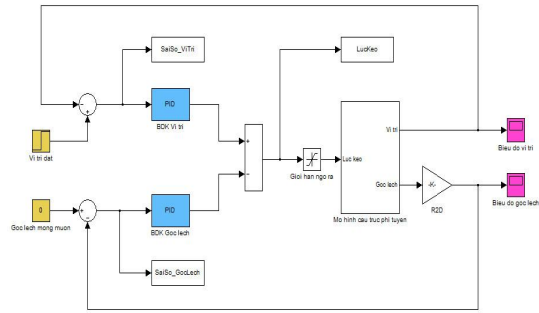 SaiSo_ViTri
LucKeo
PID
BDK Vi tri
Vi tri dat
Luc keo
Gioi han ngo ra
Vi tri
Goc lech
Mo hinh cau truc phi tuyen
Bieu do vi tri
-K-
R2D
Bieu do goc lech
0
Goc lech mong muon
PID
BDK Goc lech
SaiSo_GocLech